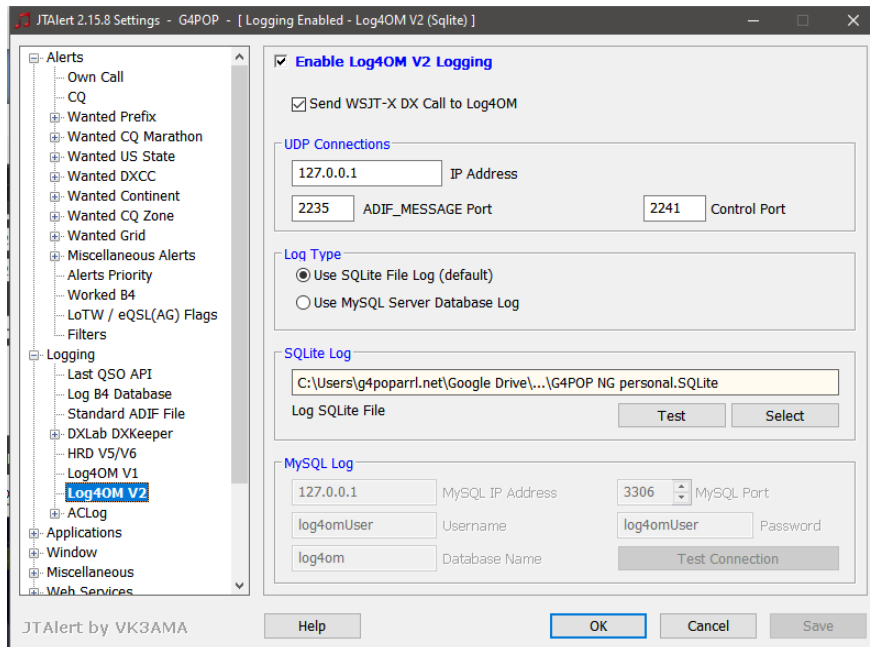 JTAlert 2.15.8 Settings - G4POP - [ Logging Enabled - Log4OM V2 (Sqlite) ]
Alerts
Own Call
CQ
Wanted Prefix
Wanted CQ Marathon
Wanted US State
Wanted DXCC
Wanted Continent
Wanted CQ Zone
Wanted Grid
Miscellaneous Alerts
Alerts Priority
Worked B4
LoTW / eQSL(AG) Flags
Filters
Logging
Last QSO API
Log B4 Database
Standard ADIF File
DXLab DXKeeper
HRD V5/V6
Log4OM V1
Log4OM V2
ACLog
Applications
Window
Miscellaneous
Web Services
Enable Log4OM V2 Logging
Send WSJT-X DX Call to Log4OM
UDP Connections
127.0.0.1 IP Address
2235 ADIF_MESSAGE Port 2241 Control Port
Log Type
Use SQLite File Log (default)
Use MySQL Server Database Log
SQLite Log
C:\Users\g4poparrl.net\Google Drive\...\G4POP NG personal.SQLite
Log SQLite File Test Select
MySQL Log
127.0.0.1 MySQL IP Address 3306 MySQL Port
log4omUser Username log4omUser Password
log4om Database Name Test Connection
JTAlert by VK3AMA Help OK Cancel Save